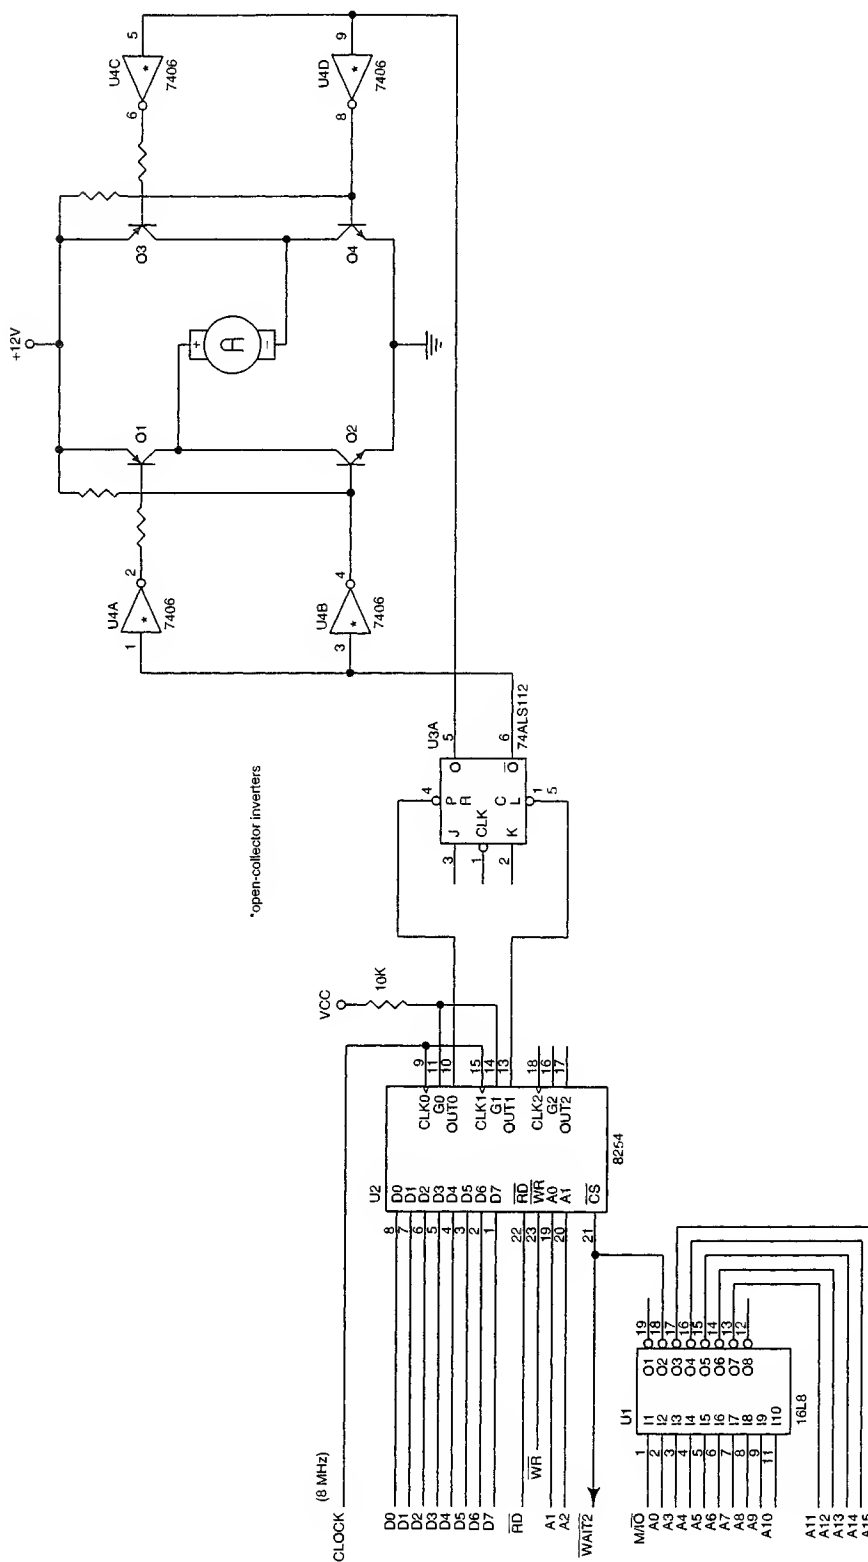 CLOCK (8 MHz)
D0
D1
D2
D3
D4
D5
D6
D7
RD
WR
A1
A2
WAIT2
M/IO
A0
A3
A4
A5
A6
A7
A8
A9
A10
A11
A12
A13
A14
A15
1
2
3
4
5
6
7
8
9
11
U1
I1
I2
I3
I4
I5
I6
I7
I8
I9
I10
O1
O2
O3
O4
O5
O6
O7
O8
16L8
19
18
17
16
15
14
13
12
8
7
6
5
4
3
2
1
22
23
19
20
21
U2
D0
D1
D2
D3
D4
D5
D6
D7
RD
WR
A0
A1
CS
CLK0
G0
OUT0
CLK1
G1
OUT1
CLK2
G2
OUT2
8254
9
11
10
15
14
13
18
16
17
VCC
10K
*open-collector inverters
3
1
2
4
J
CLK
K
P
R
C
L
O
O
1
5
U3A
5
6
74ALS112
1
U4A
*
2
7406
3
U4B
*
4
7406
O1
O2
+12V
+
A
–
O3
O4
6
U4C
*
5
7406
8
U4D
*
9
7406